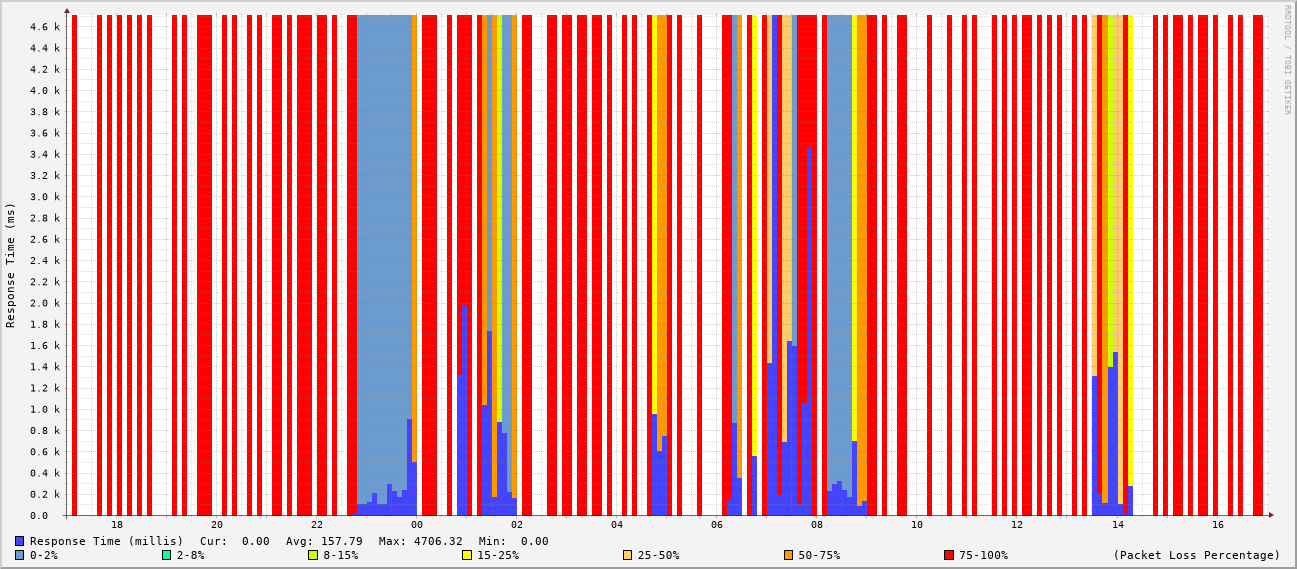 RRDTOOL / TOBI OETIKER
Response Time (ms)
4.6 k
4.4 k
4.2 k
4.0 k
3.8 k
3.6 k
3.4 k
3.2 k
3.0 k
2.8 k
2.6 k
2.4 k
2.2 k
2.0 k
1.8 k
1.6 k
1.4 k
1.2 k
1.0 k
0.8 k
0.6 k
0.4 k
0.2 k
0.0
18 20 22 00 02 04 06 08 10 12 14 16
Response Time (millis) Cur: 0.00 Avg: 157.79 Max: 4706.32 Min: 0.00
0-2% 2-8% 8-15% 15-25% 25-50% 50-75% 75-100% (Packet Loss Percentage)